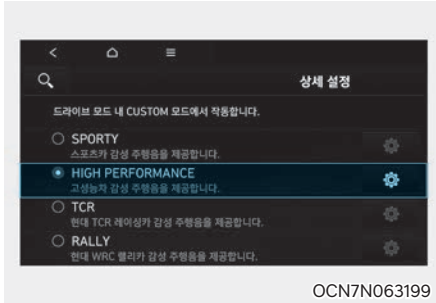 상세 설정
드라이브 모드 내 CUSTOM 모드에서 작동합니다.
SPORTY
스포츠카 감성 주행음을 제공합니다.
HIGH PERFORMANCE
고성능차 감성 주행음을 제공합니다.
TCR
현대 TCR 레이싱카 감성 주행음을 제공합니다.
RALLY
현대 WRC 랠리카 감성 주행음을 제공합니다.
OCN7N063199